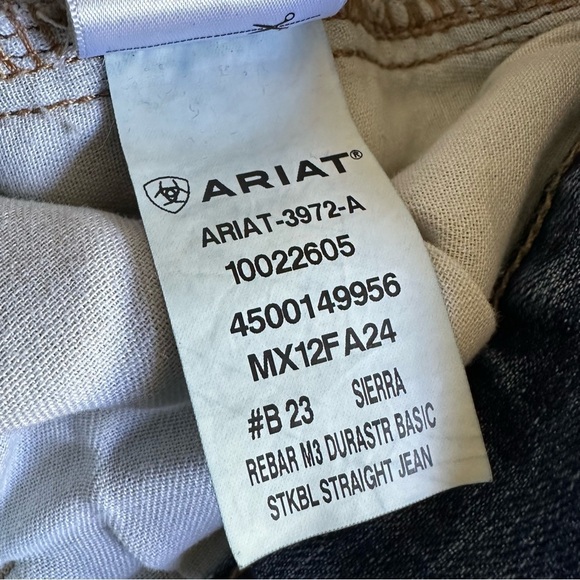 ARIAT®
ARIAT-3972-A
10022605
4500149956
MX12FA24
#B 23 SIERRA
REBAR M3 DURASTR BASIC
STKBL STRAIGHT JEAN